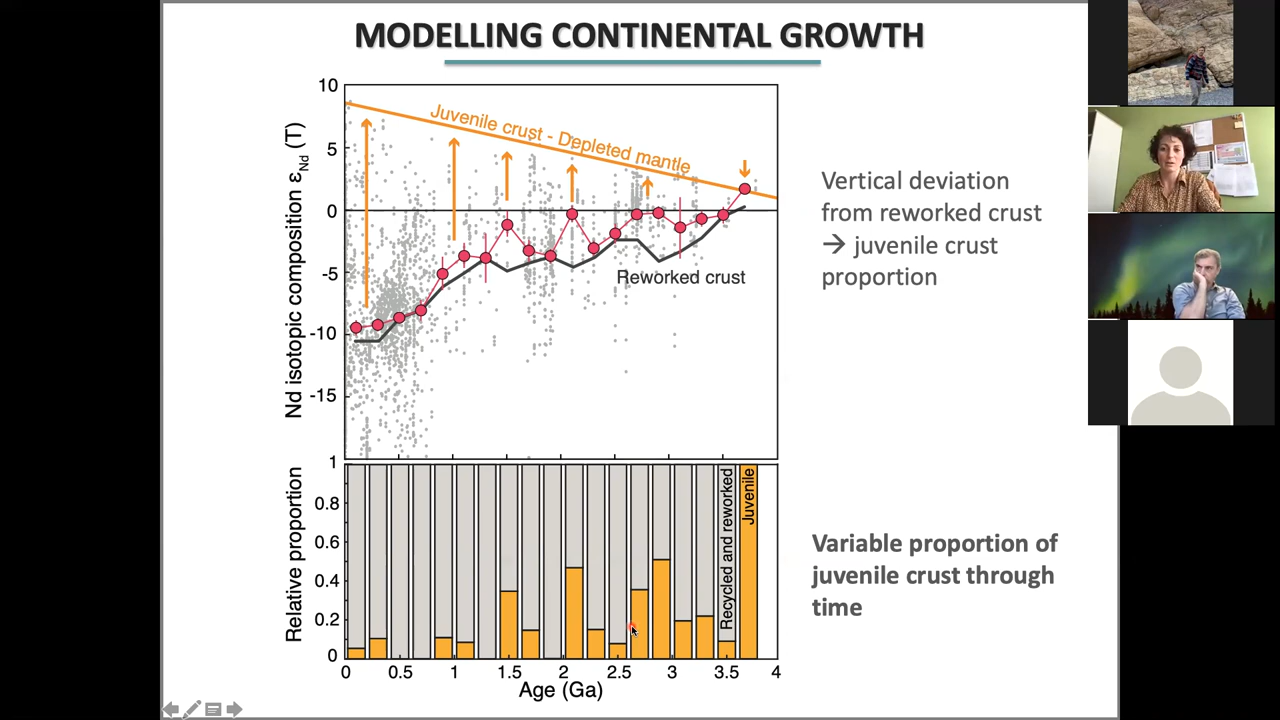 MODELLING CONTINENTAL GROWTH
10
5
0
-5
-10
-15
Nd isotopic composition εNd (T)
Juvenile crust - Depleted mantle
Reworked crust
Vertical deviation
from reworked crust
→ juvenile crust
proportion
1
0.8
0.6
0.4
0.2
0
Relative proportion
Recycled and reworked
Juvenile
0 0.5 1 1.5 2 2.5 3 3.5 4
Age (Ga)
Variable proportion of
juvenile crust through
time